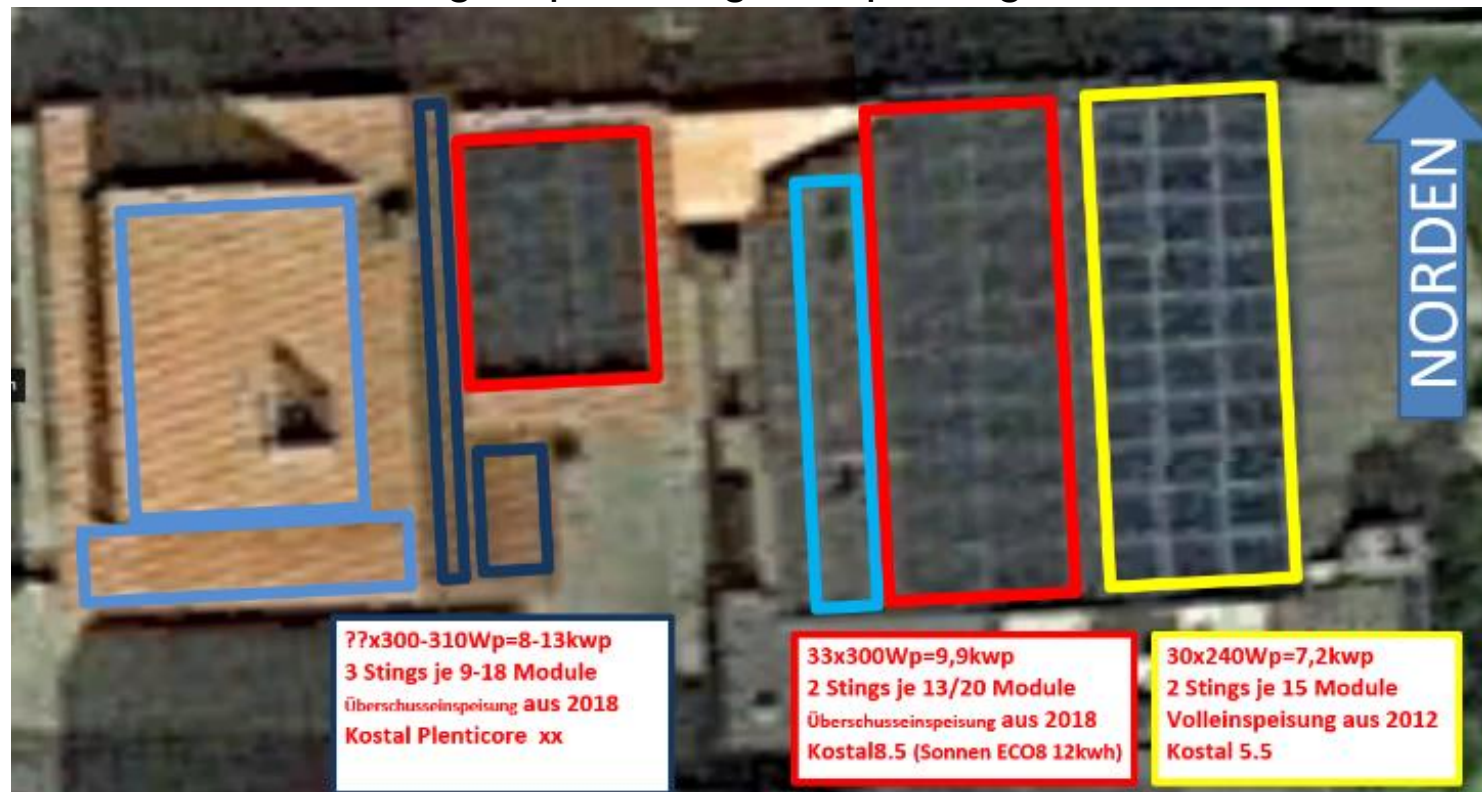 NORDEN
??x300-310Wp=8-13kwp
3 Stings je 9-18 Module
Überschusseinspeisung aus 2018
Kostal Plenticore xx
33x300Wp=9,9kwp
2 Stings je 13/20 Module
Überschusseinspeisung aus 2018
Kostal8.5 (Sonnen ECO8 12kwh)
30x240Wp=7,2kwp
2 Stings je 15 Module
Volleinspeisung aus 2012
Kostal 5.5